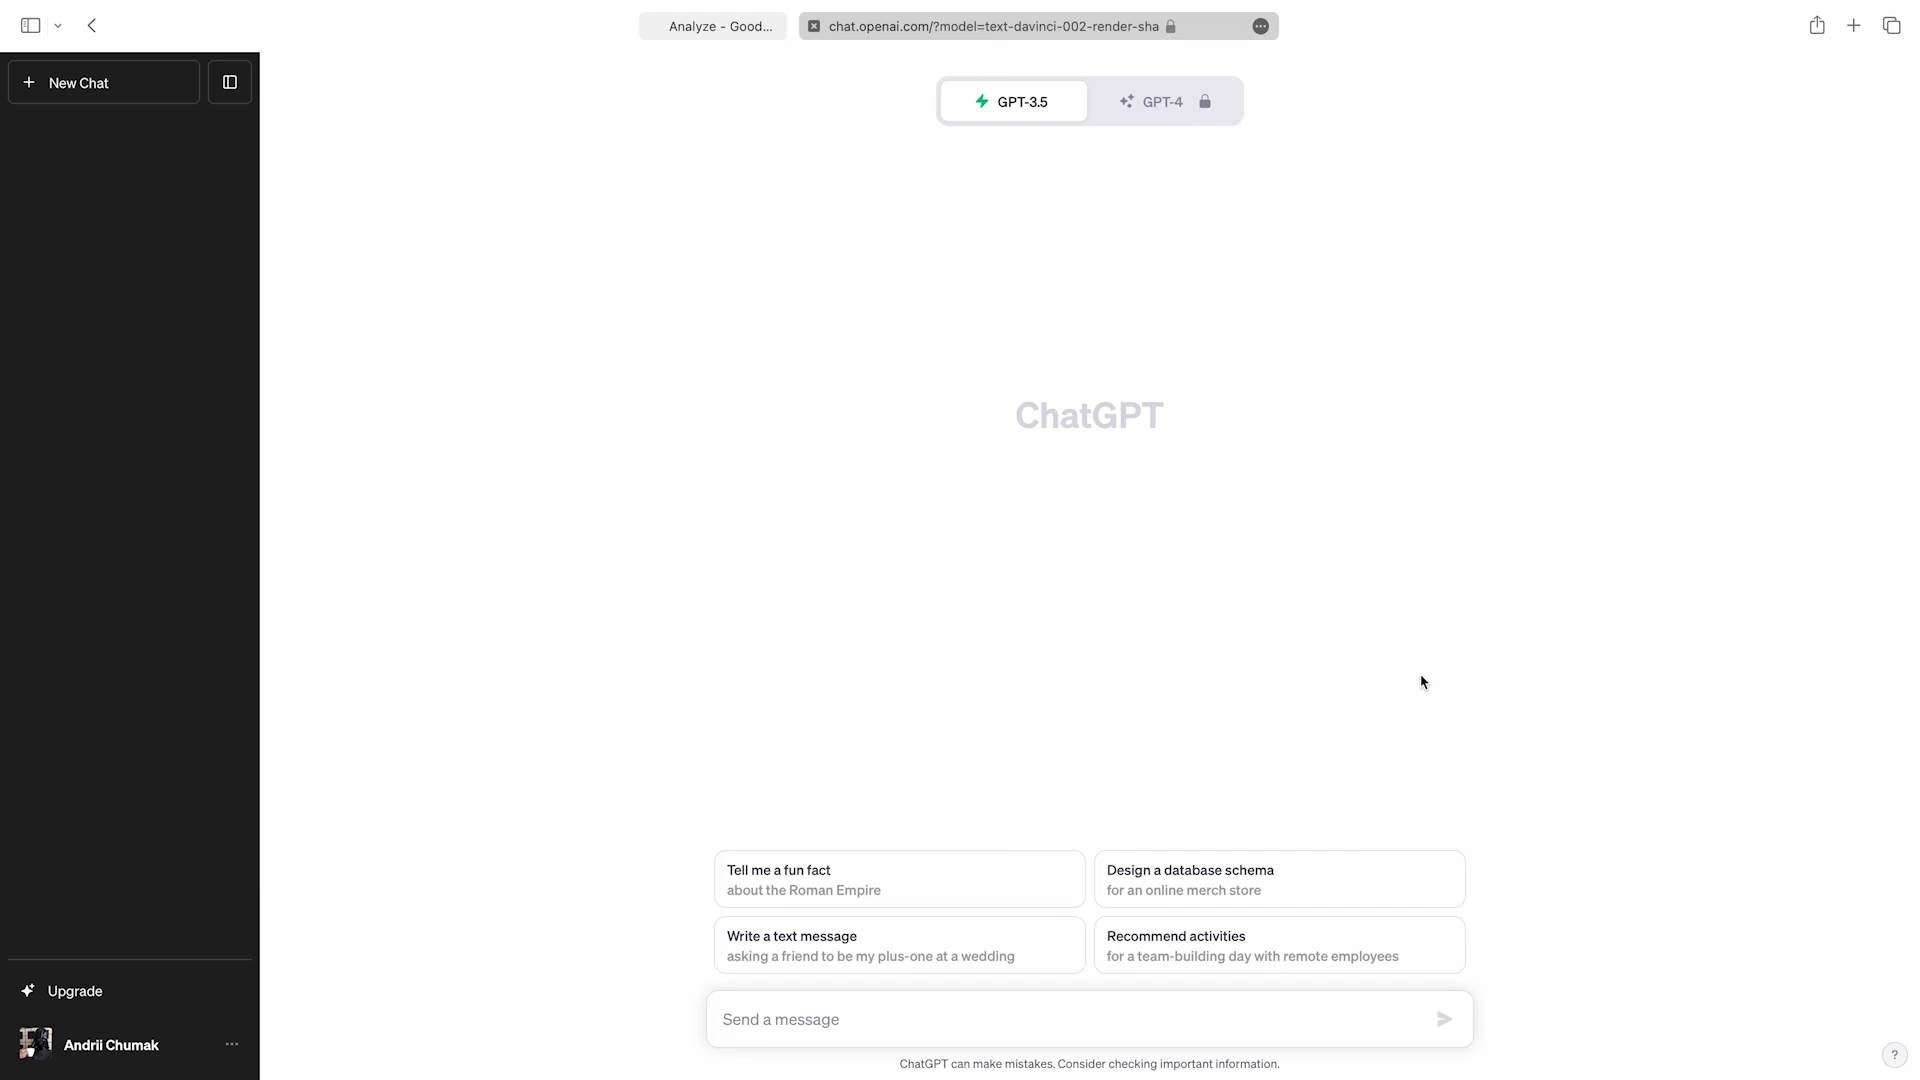 Analyze - Good...
chat.openai.com/?model=text-davinci-002-render-sha
New Chat
GPT-3.5
GPT-4
ChatGPT
Tell me a fun fact
about the Roman Empire
Design a database schema
for an online merch store
Write a text message
asking a friend to be my plus-one at a wedding
Recommend activities
for a team-building day with remote employees
Upgrade
Send a message
Andrii Chumak
ChatGPT can make mistakes. Consider checking important information.
?